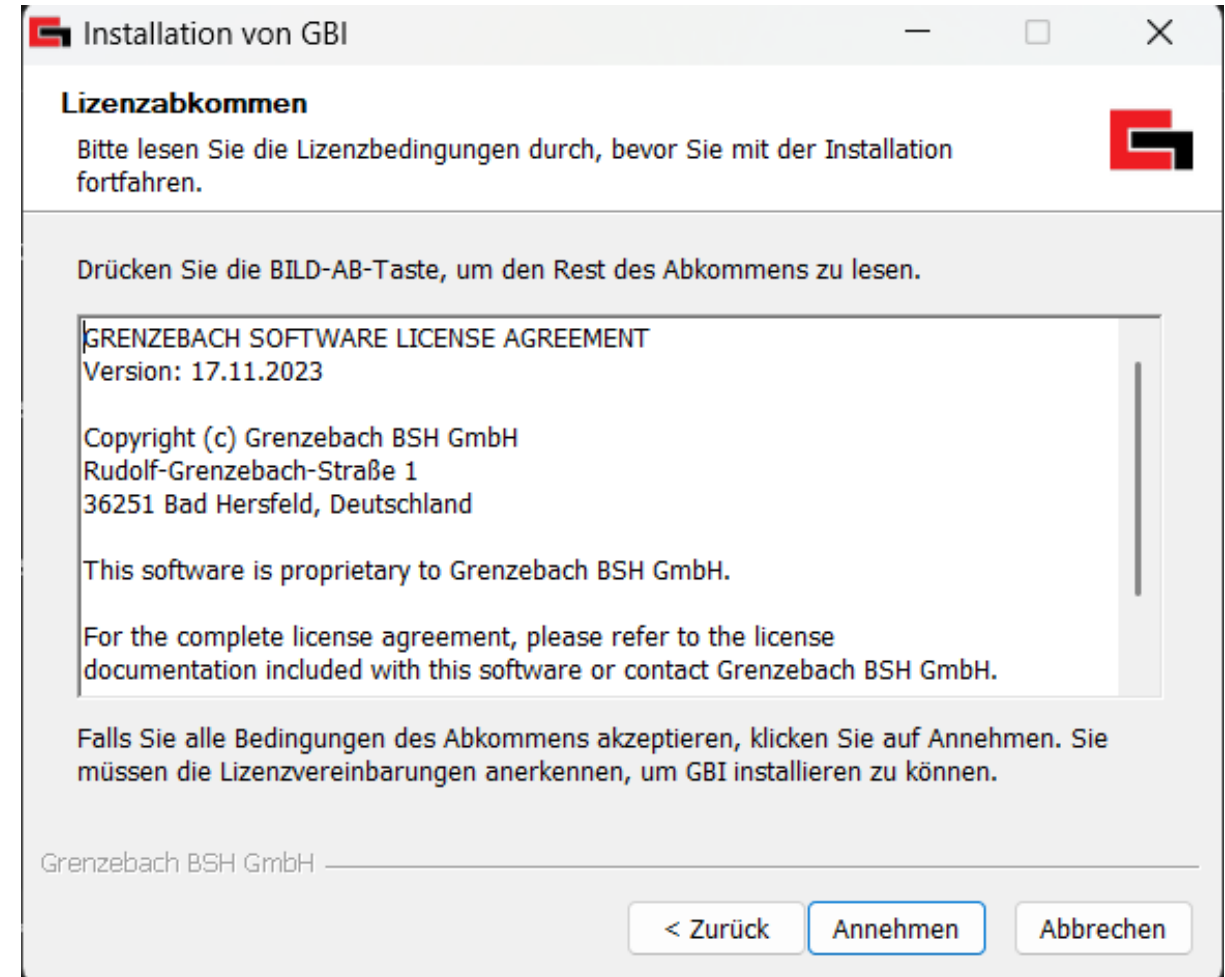 Installation von GBI
Lizenzabkommen
Bitte lesen Sie die Lizenzbedingungen durch, bevor Sie mit der Installation
fortfahren.
Drücken Sie die BILD-AB-Taste, um den Rest des Abkommens zu lesen.
GRENZEBACH SOFTWARE LICENSE AGREEMENT
Version: 17.11.2023
Copyright (c) Grenzebach BSH GmbH
Rudolf-Grenzebach-Straße 1
36251 Bad Hersfeld, Deutschland
This software is proprietary to Grenzebach BSH GmbH.
For the complete license agreement, please refer to the license
documentation included with this software or contact Grenzebach BSH GmbH.
Falls Sie alle Bedingungen des Abkommens akzeptieren, klicken Sie auf Annehmen. Sie
müssen die Lizenzvereinbarungen anerkennen, um GBI installieren zu können.
Grenzebach BSH GmbH
< Zurück Annehmen Abbrechen